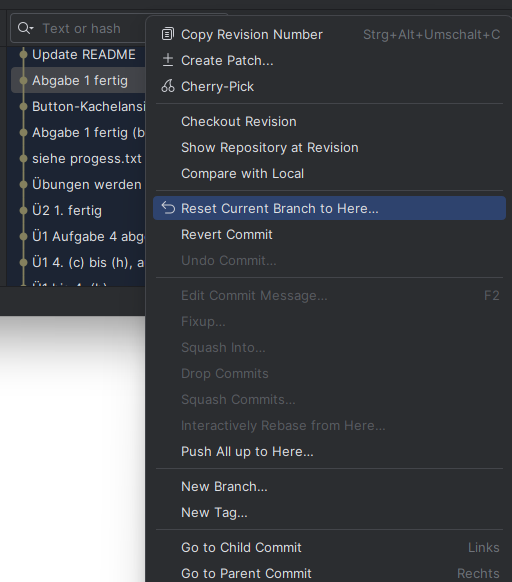 Text or hash
Update README
Abgabe 1 fertig
Button-Kachelansi
Abgabe 1 fertig (b
siehe progess.txt
Übungen werden
Ü2 1. fertig
Ü1 Aufgabe 4 abg
Ü1 4. (c) bis (h), a
Copy Revision Number Strg+Alt+Umschalt+C
Create Patch...
Cherry-Pick
Checkout Revision
Show Repository at Revision
Compare with Local
Reset Current Branch to Here...
Revert Commit
Undo Commit...
Edit Commit Message... F2
Fixup...
Squash Into...
Drop Commits
Squash Commits...
Interactively Rebase from Here...
Push All up to Here...
New Branch...
New Tag...
Go to Child Commit Links
Go to Parent Commit Rechts